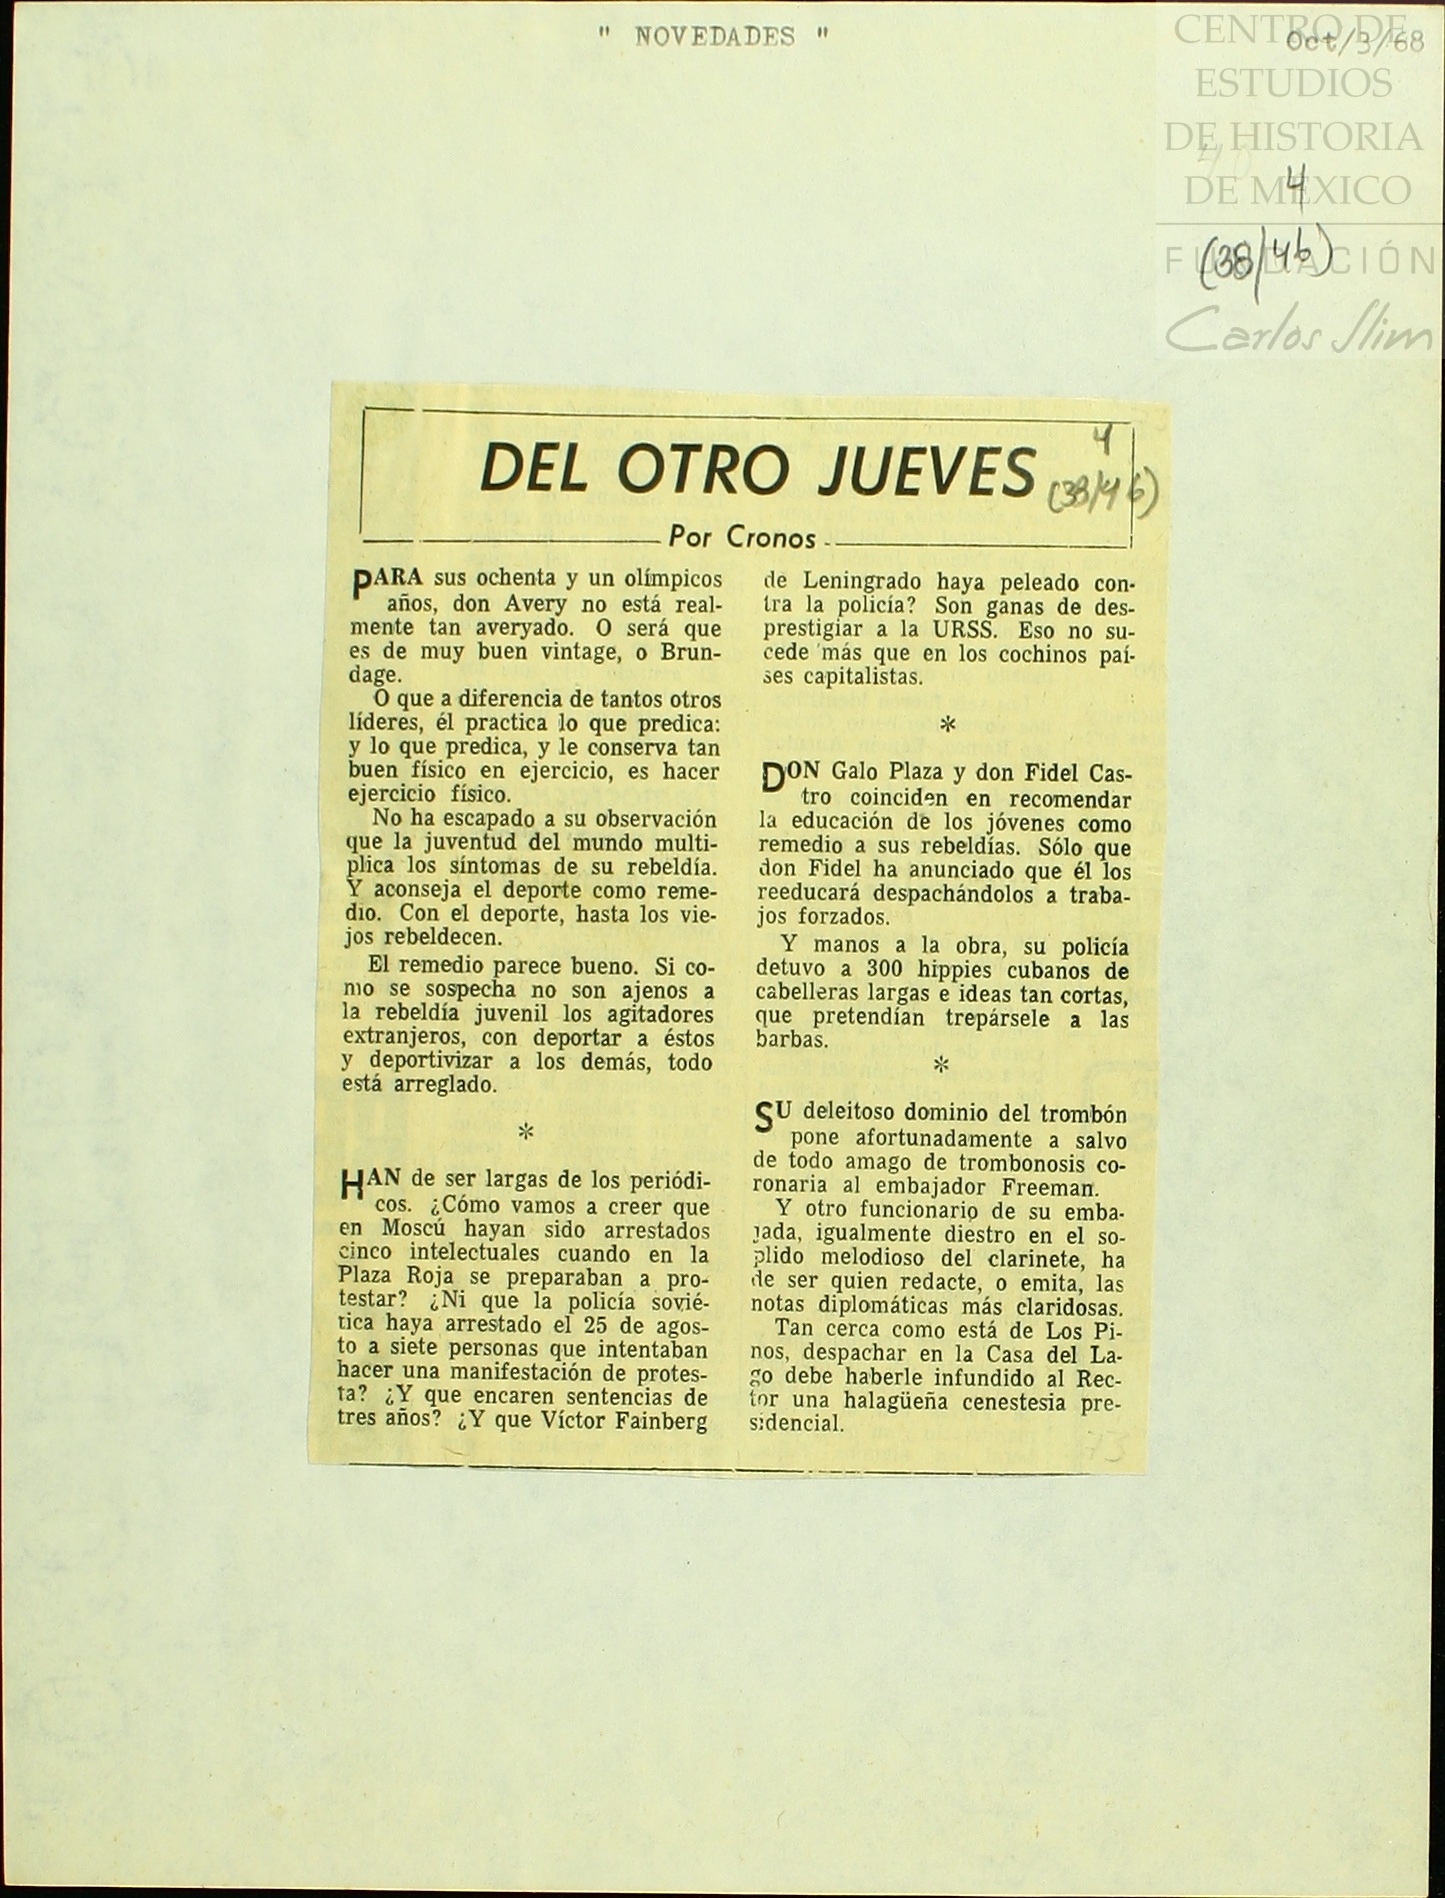 " NOVEDADES "
Oct/3/68
CENTRO DE
ESTUDIOS
DE HISTORIA
DE MÉXICO
4
(38/46)
FUNDACIÓN
Carlos Slim
DEL OTRO JUEVES
4
(38/46)
Por Cronos
PARA sus ochenta y un olímpicos
años, don Avery no está real-
mente tan averyado. O será que
es de muy buen vintage, o Brun-
dage.
O que a diferencia de tantos otros
líderes, él practica lo que predica:
y lo que predica, y le conserva tan
buen físico en ejercicio, es hacer
ejercicio físico.
No ha escapado a su observación
que la juventud del mundo multi-
plica los síntomas de su rebeldía.
Y aconseja el deporte como reme-
dio. Con el deporte, hasta los vie-
jos rebeldecen.
El remedio parece bueno. Si co-
mo se sospecha no son ajenos a
la rebeldía juvenil los agitadores
extranjeros, con deportar a éstos
y deportivizar a los demás, todo
está arreglado.
*
HAN de ser largas de los periódi-
cos. ¿Cómo vamos a creer que
en Moscú hayan sido arrestados
cinco intelectuales cuando en la
Plaza Roja se preparaban a pro-
testar? ¿Ni que la policía sovié-
tica haya arrestado el 25 de agos-
to a siete personas que intentaban
hacer una manifestación de protes-
ta? ¿Y que encaren sentencias de
tres años? ¿Y que Víctor Fainberg
de Leningrado haya peleado con-
tra la policía? Son ganas de des-
prestigiar a la URSS. Eso no su-
cede más que en los cochinos paí-
ses capitalistas.
*
DON Galo Plaza y don Fidel Cas-
tro coinciden en recomendar
la educación de los jóvenes como
remedio a sus rebeldías. Sólo que
don Fidel ha anunciado que él los
reeducará despachándolos a traba-
jos forzados.
Y manos a la obra, su policía
detuvo a 300 hippies cubanos de
cabelleras largas e ideas tan cortas,
que pretendían trepársele a las
barbas.
*
SU deleitoso dominio del trombón
pone afortunadamente a salvo
de todo amago de trombonosis co-
ronaria al embajador Freeman.
Y otro funcionario de su emba-
jada, igualmente diestro en el so-
plido melodioso del clarinete, ha
de ser quien redacte, o emita, las
notas diplomáticas más claridosas.
Tan cerca como está de Los Pi-
nos, despachar en la Casa del La-
go debe haberle infundido al Rec-
tor una halagüeña cenestesia pre-
sidencial.
73